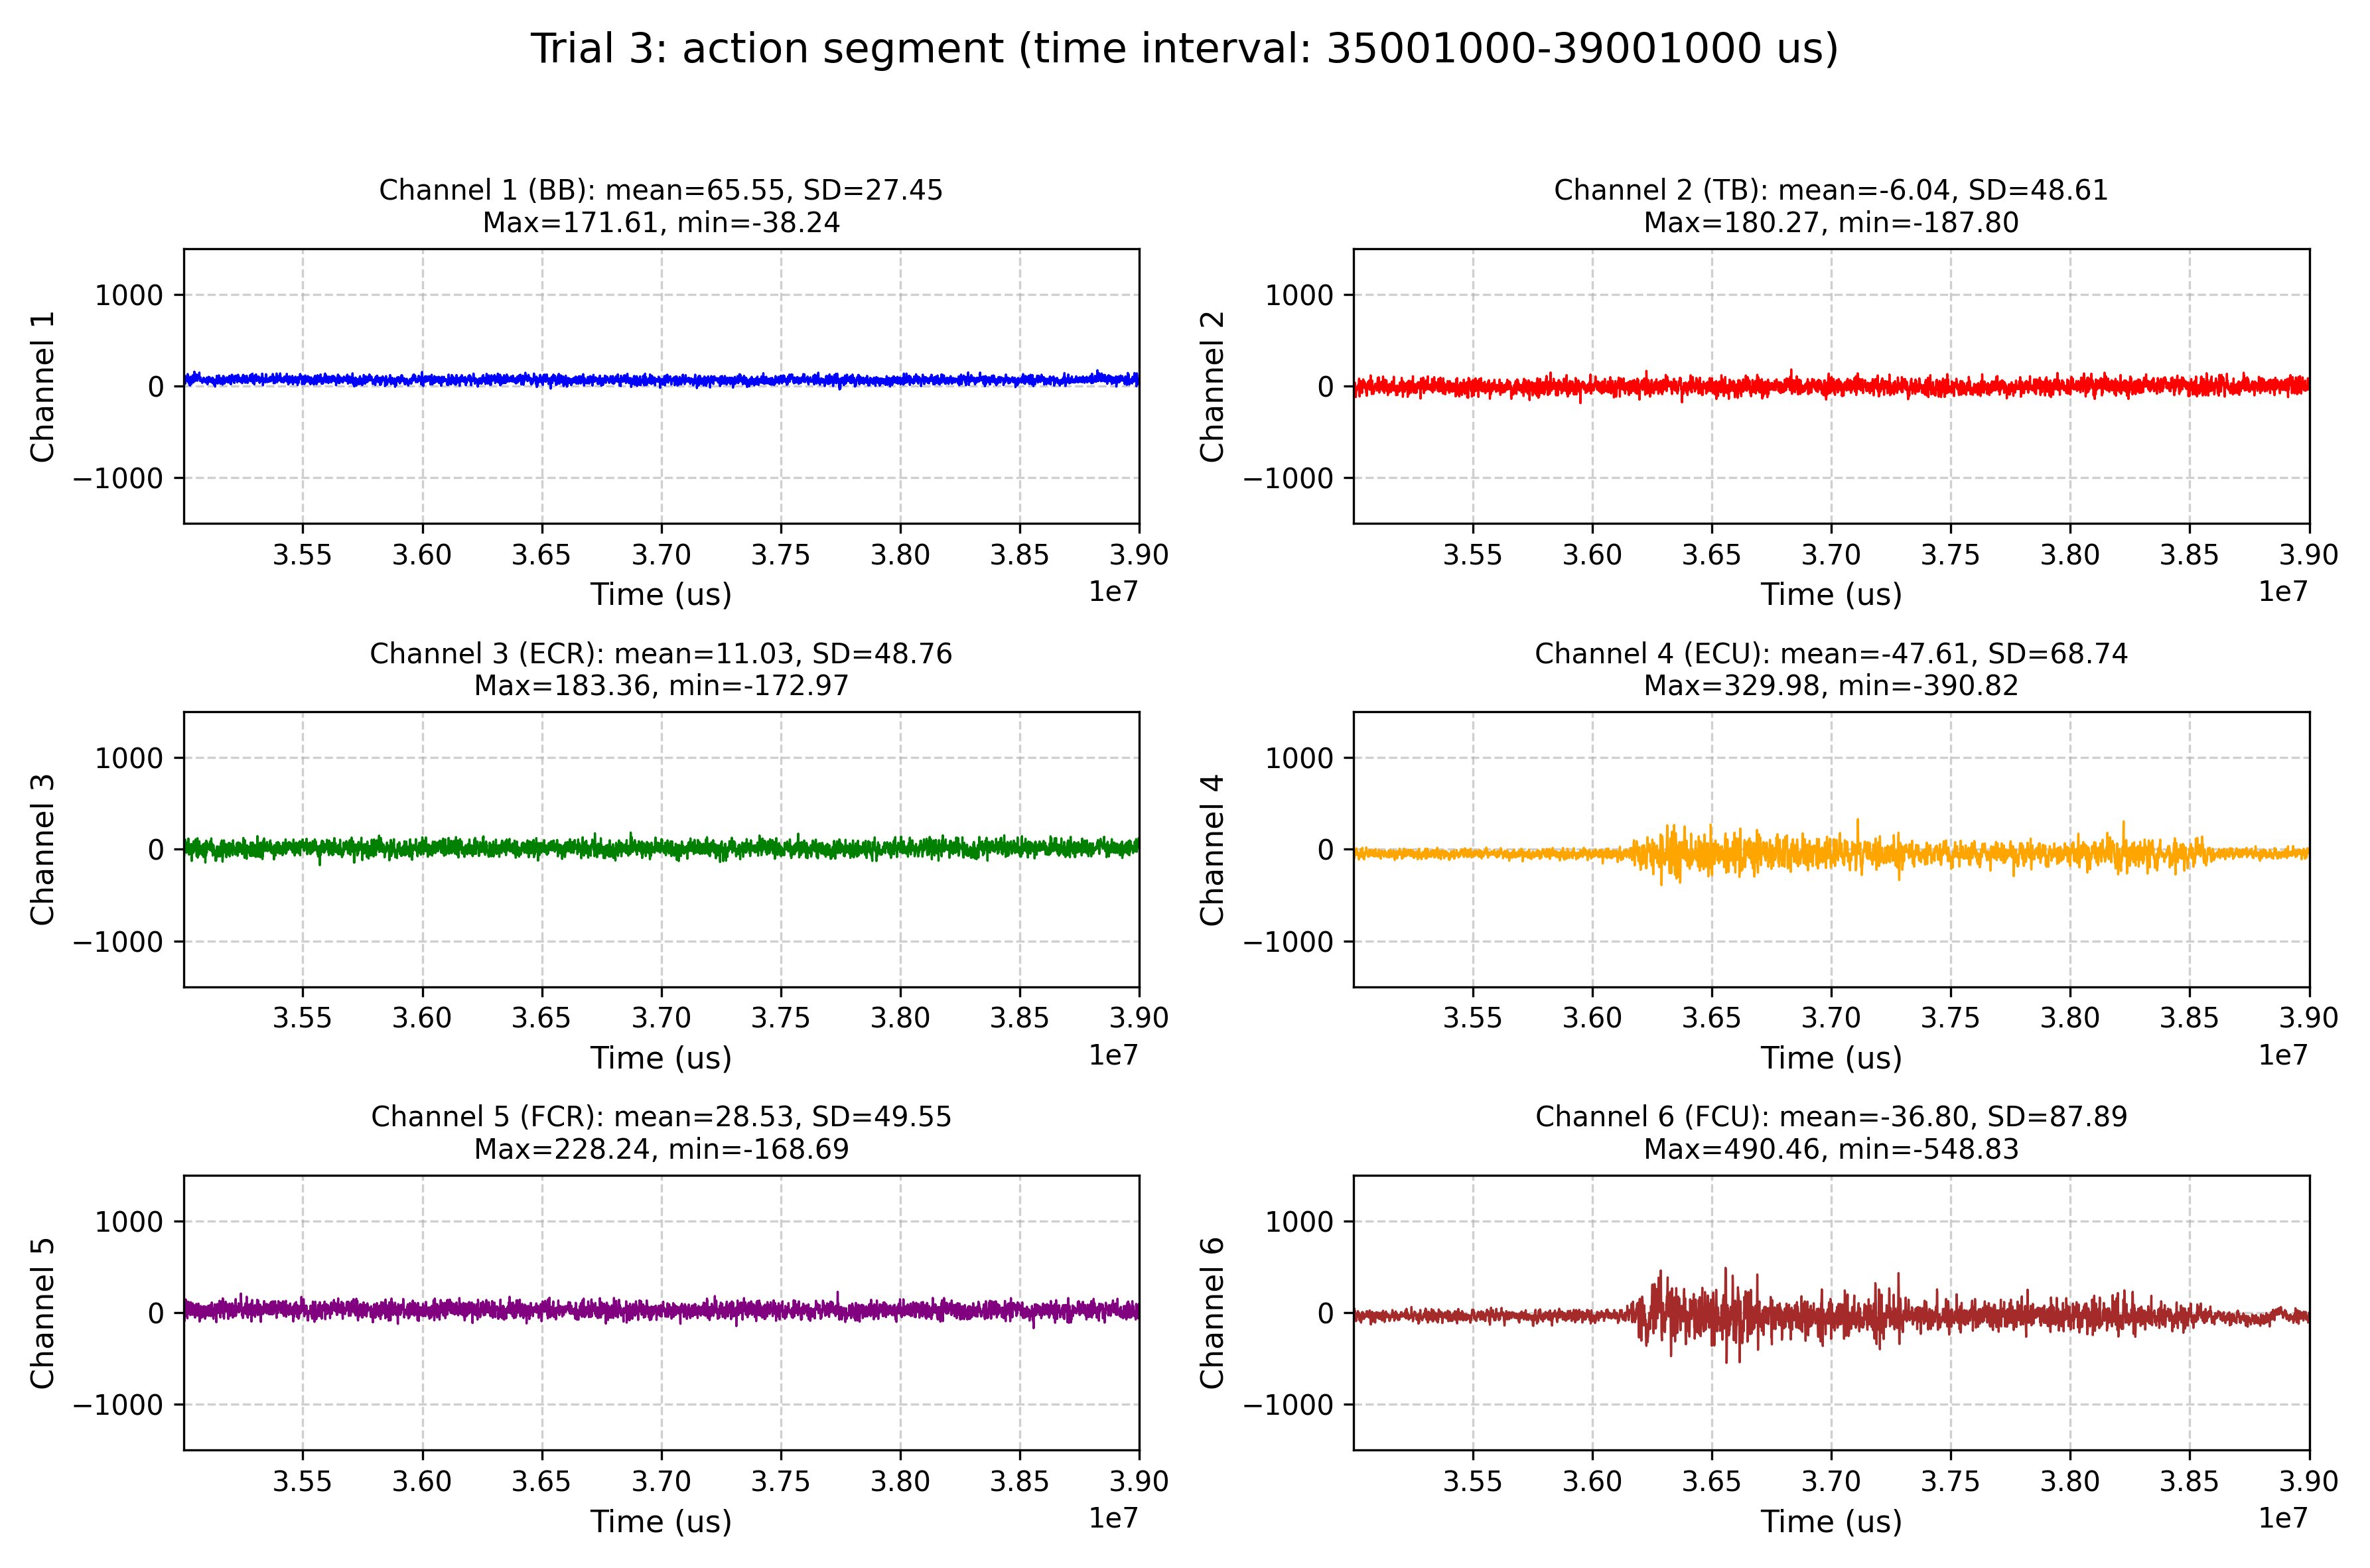 Trial 3: action segment (time interval: 35001000-39001000 us)
Channel 1 (BB): mean=65.55, SD=27.45
Max=171.61, min=-38.24
Channel 1
1000
0
−1000
3.55 3.60 3.65 3.70 3.75 3.80 3.85 3.90
1e7
Time (us)
Channel 2 (TB): mean=-6.04, SD=48.61
Max=180.27, min=-187.80
Channel 2
1000
0
−1000
3.55 3.60 3.65 3.70 3.75 3.80 3.85 3.90
1e7
Time (us)
Channel 3 (ECR): mean=11.03, SD=48.76
Max=183.36, min=-172.97
Channel 3
1000
0
−1000
3.55 3.60 3.65 3.70 3.75 3.80 3.85 3.90
1e7
Time (us)
Channel 4 (ECU): mean=-47.61, SD=68.74
Max=329.98, min=-390.82
Channel 4
1000
0
−1000
3.55 3.60 3.65 3.70 3.75 3.80 3.85 3.90
1e7
Time (us)
Channel 5 (FCR): mean=28.53, SD=49.55
Max=228.24, min=-168.69
Channel 5
1000
0
−1000
3.55 3.60 3.65 3.70 3.75 3.80 3.85 3.90
1e7
Time (us)
Channel 6 (FCU): mean=-36.80, SD=87.89
Max=490.46, min=-548.83
Channel 6
1000
0
−1000
3.55 3.60 3.65 3.70 3.75 3.80 3.85 3.90
1e7
Time (us)